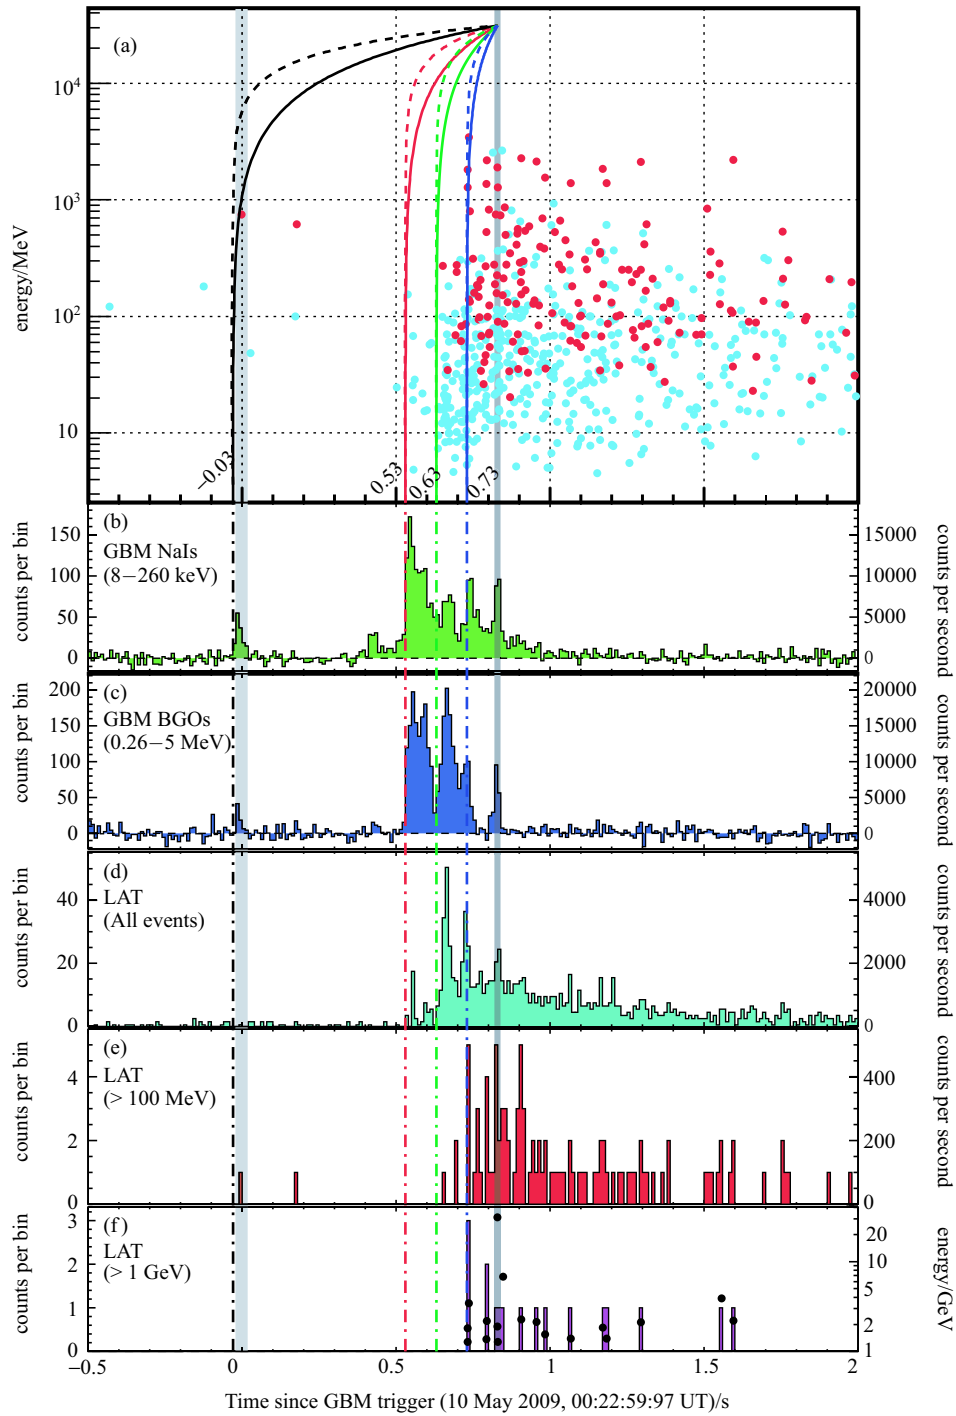 (a)
10^4
10^3
10^2
10
energy/MeV
−0.03
0.53
0.63
0.73
(b)
GBM NaIs
(8−260 keV)
150
100
50
0
counts per bin
15000
10000
5000
0
counts per second
(c)
GBM BGOs
(0.26−5 MeV)
200
150
100
50
0
counts per bin
20000
15000
10000
5000
0
counts per second
(d)
LAT
(All events)
40
20
0
counts per bin
4000
2000
0
counts per second
(e)
LAT
(> 100 MeV)
4
2
0
counts per bin
400
200
0
counts per second
(f)
LAT
(> 1 GeV)
3
2
1
0
counts per bin
20
10
5
2
1
energy/GeV
−0.5
0
0.5
1
1.5
2
Time since GBM trigger (10 May 2009, 00:22:59:97 UT)/s